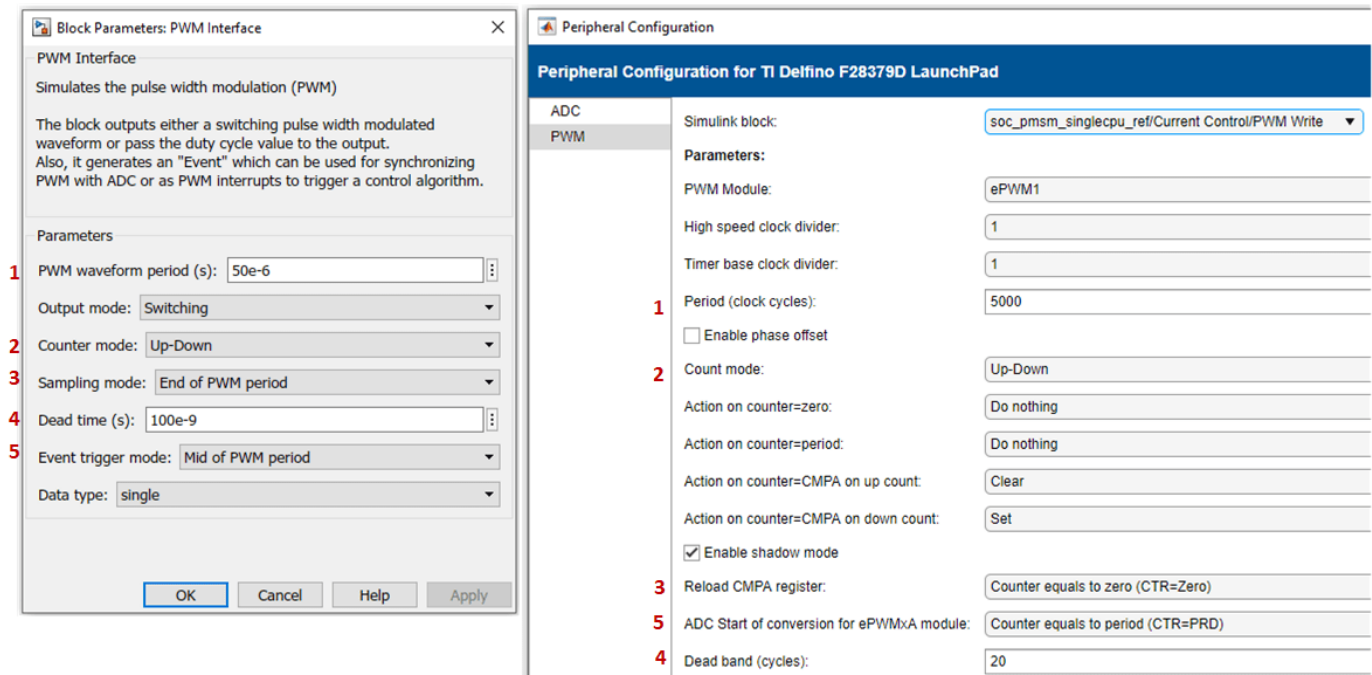 Block Parameters: PWM Interface
PWM Interface
Simulates the pulse width modulation (PWM)
The block outputs either a switching pulse width modulated
waveform or pass the duty cycle value to the output.
Also, it generates an "Event" which can be used for synchronizing
PWM with ADC or as PWM interrupts to trigger a control algorithm.
Parameters
1 PWM waveform period (s): 50e-6
Output mode: Switching
2 Counter mode: Up-Down
3 Sampling mode: End of PWM period
4 Dead time (s): 100e-9
5 Event trigger mode: Mid of PWM period
Data type: single
OK Cancel Help Apply
Peripheral Configuration
Peripheral Configuration for TI Delfino F28379D LaunchPad
ADC
PWM
Simulink block: soc_pmsm_singlecpu_ref/Current Control/PWM Write
Parameters:
PWM Module: ePWM1
High speed clock divider: 1
Timer base clock divider: 1
1 Period (clock cycles): 5000
Enable phase offset
2 Count mode: Up-Down
Action on counter=zero: Do nothing
Action on counter=period: Do nothing
Action on counter=CMPA on up count: Clear
Action on counter=CMPA on down count: Set
Enable shadow mode
3 Reload CMPA register: Counter equals to zero (CTR=Zero)
5 ADC Start of conversion for ePWMxA module: Counter equals to period (CTR=PRD)
4 Dead band (cycles): 20